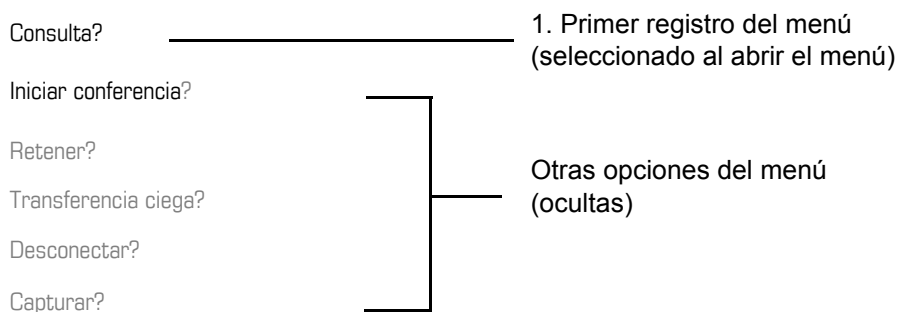 Consulta?
1. Primer registro del menú
(seleccionado al abrir el menú)
Iniciar conferencia?
Retener?
Transferencia ciega?
Desconectar?
Capturar?
Otras opciones del menú
(ocultas)